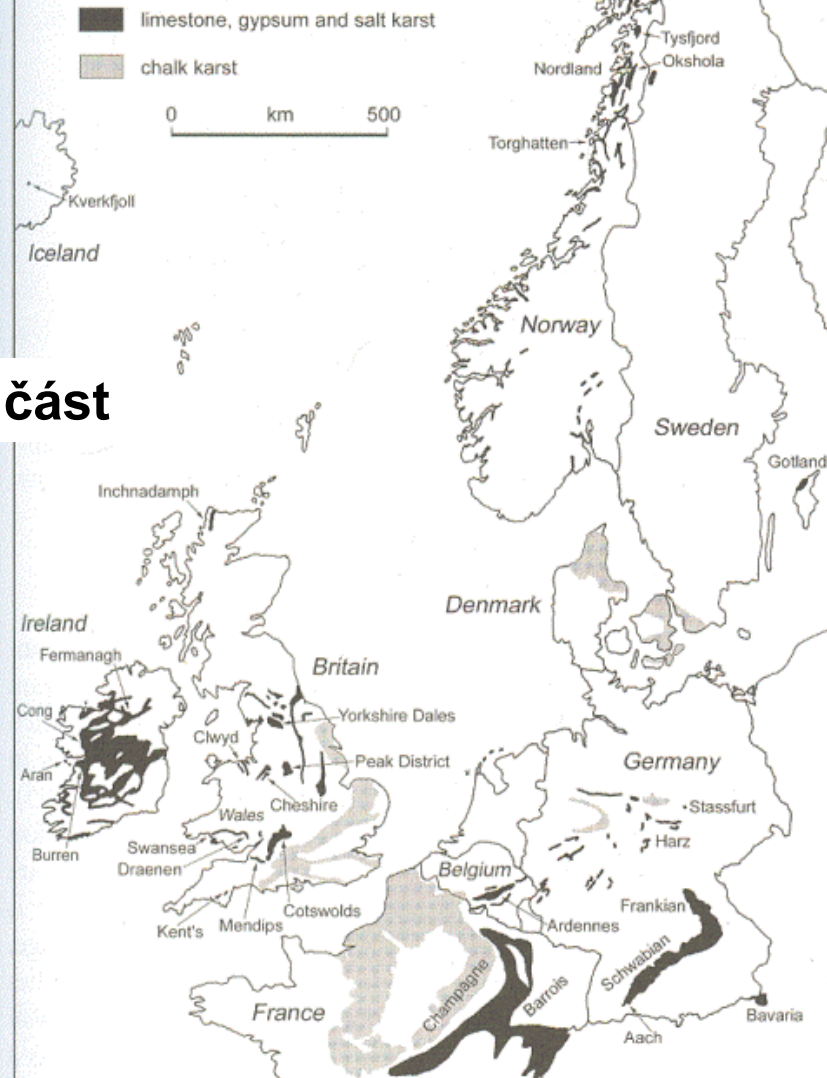 limestone, gypsum and salt karst
chalk karst
0 km 500
Tysfjord
Nordland
Okshola
Torghatten
Kverkfjoll
Iceland
Norway
část
Sweden
Gotland
Inchnadamph
Denmark
Ireland
Fermanagh
Britain
Cong
Yorkshire Dales
Clwyd
Peak District
Germany
Aran
Cheshire
Stassfurt
Wales
Swansea
Harz
Draenen
Burren
Belgium
Frankian
Cotswolds
Mendips
Kent's
Ardennes
Schwabian
Champagne
Barrois
France
Bavaria
Aach